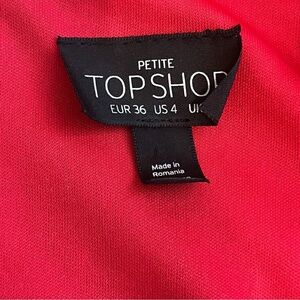 PETITE
TOPSHOP
EUR 36 US 4 UK
Made in
Romania